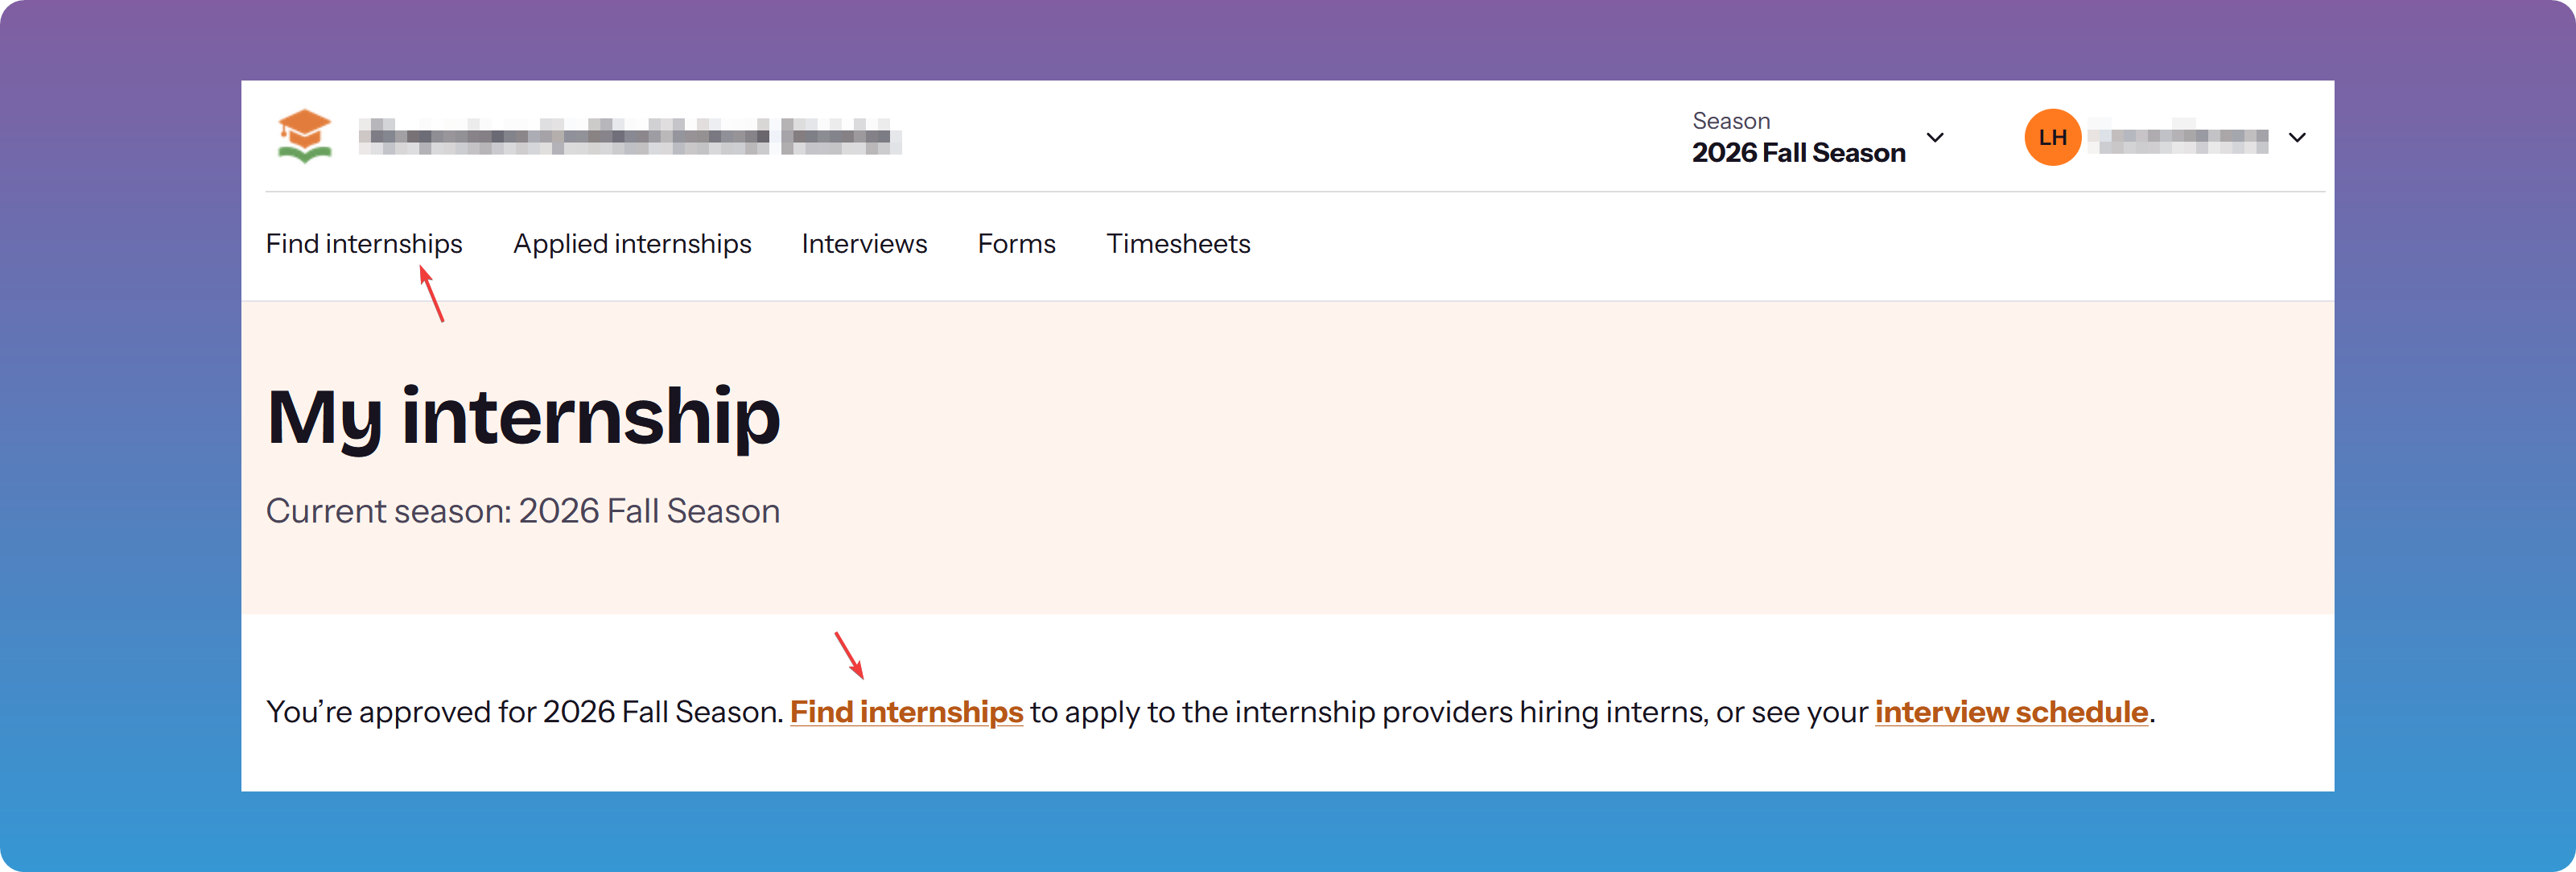 Season
2026 Fall Season
LH
Find internships Applied internships Interviews Forms Timesheets
My internship
Current season: 2026 Fall Season
You’re approved for 2026 Fall Season. Find internships to apply to the internship providers hiring interns, or see your interview schedule.